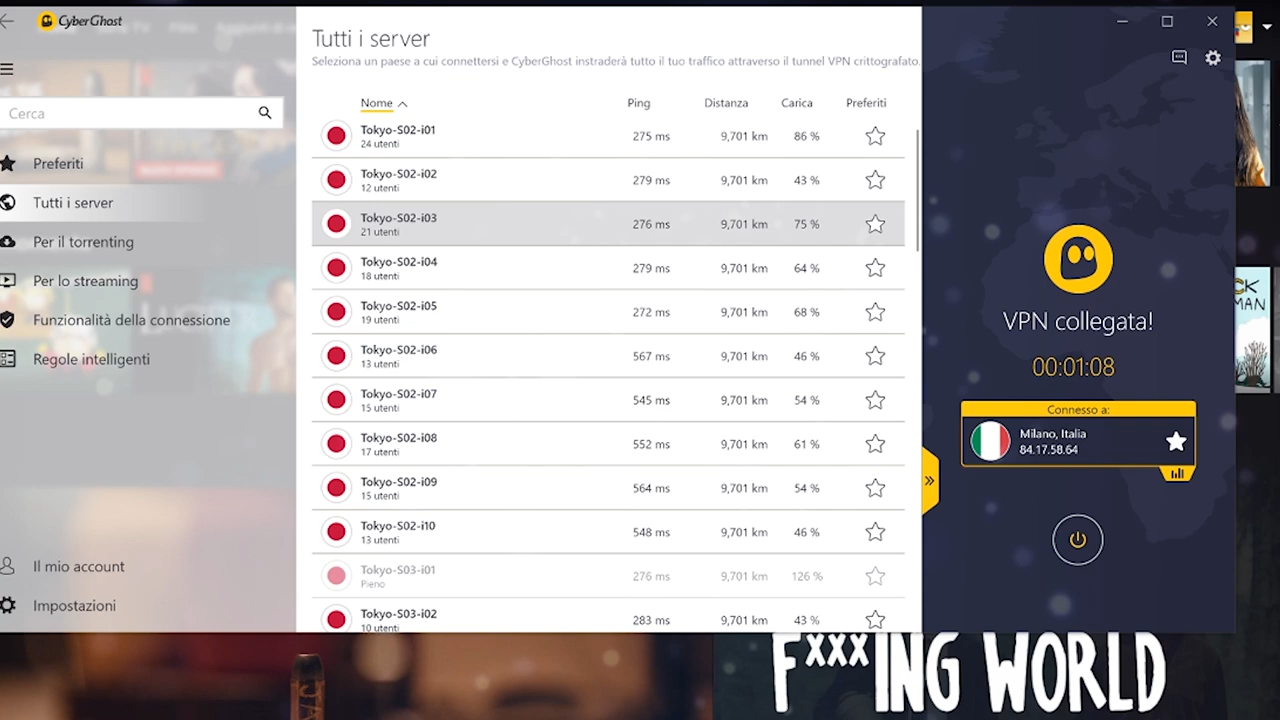 CyberGhost
Cerca
Preferiti
Tutti i server
Per il torrenting
Per lo streaming
Funzionalità della connessione
Regole intelligenti
Il mio account
Impostazioni
Tutti i server
Seleziona un paese a cui connettersi e CyberGhost instraderà tutto il tuo traffico attraverso il tunnel VPN crittografato.
Nome Ping Distanza Carica Preferiti
Tokyo-S02-i01 275 ms 9,701 km 86 %
24 utenti
Tokyo-S02-i02 279 ms 9,701 km 43 %
12 utenti
Tokyo-S02-i03 276 ms 9,701 km 75 %
21 utenti
Tokyo-S02-i04 279 ms 9,701 km 64 %
18 utenti
Tokyo-S02-i05 272 ms 9,701 km 68 %
19 utenti
Tokyo-S02-i06 567 ms 9,701 km 46 %
13 utenti
Tokyo-S02-i07 545 ms 9,701 km 54 %
15 utenti
Tokyo-S02-i08 552 ms 9,701 km 61 %
17 utenti
Tokyo-S02-i09 564 ms 9,701 km 54 %
15 utenti
Tokyo-S02-i10 548 ms 9,701 km 46 %
13 utenti
Tokyo-S03-i01 276 ms 9,701 km 126 %
Pieno
Tokyo-S03-i02 283 ms 9,701 km 43 %
10 utenti
VPN collegata!
00:01:08
Connesso a:
Milano, Italia
84.17.58.64
CK
MAN
F***ING WORLD